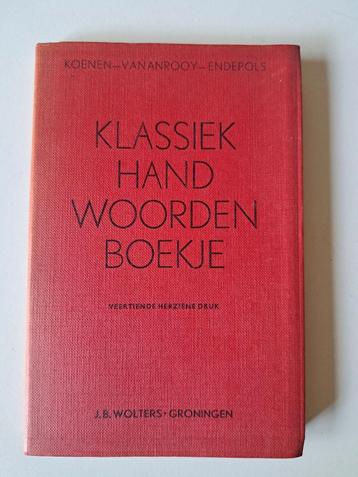 KOENEN—VAN ANROOY—ENDEPOLS
KLASSIEK
HAND
WOORDEN
BOEKJE
VEERTIENDE HERZIENE DRUK
J.B. WOLTERS • GRONINGEN